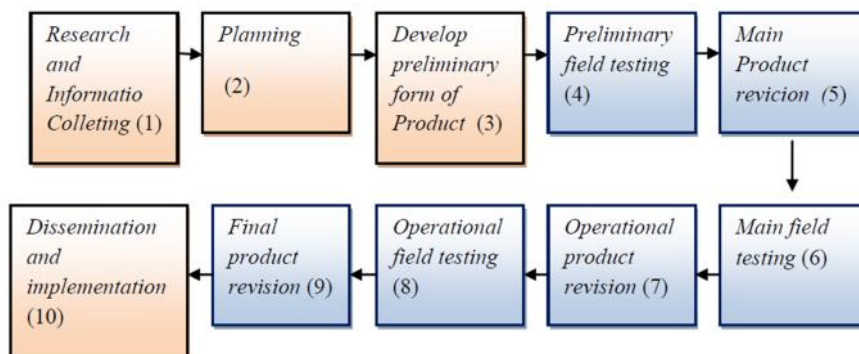 Research
and
Informatio
Colleting (1)
Planning
(2)
Develop
preliminary
form of
Product (3)
Preliminary
field testing
(4)
Main
Product
revicion (5)
Main field
testing (6)
Operational
product
revision (7)
Operational
field testing
(8)
Final
product
revision (9)
Dissemination
and
implementation
(10)